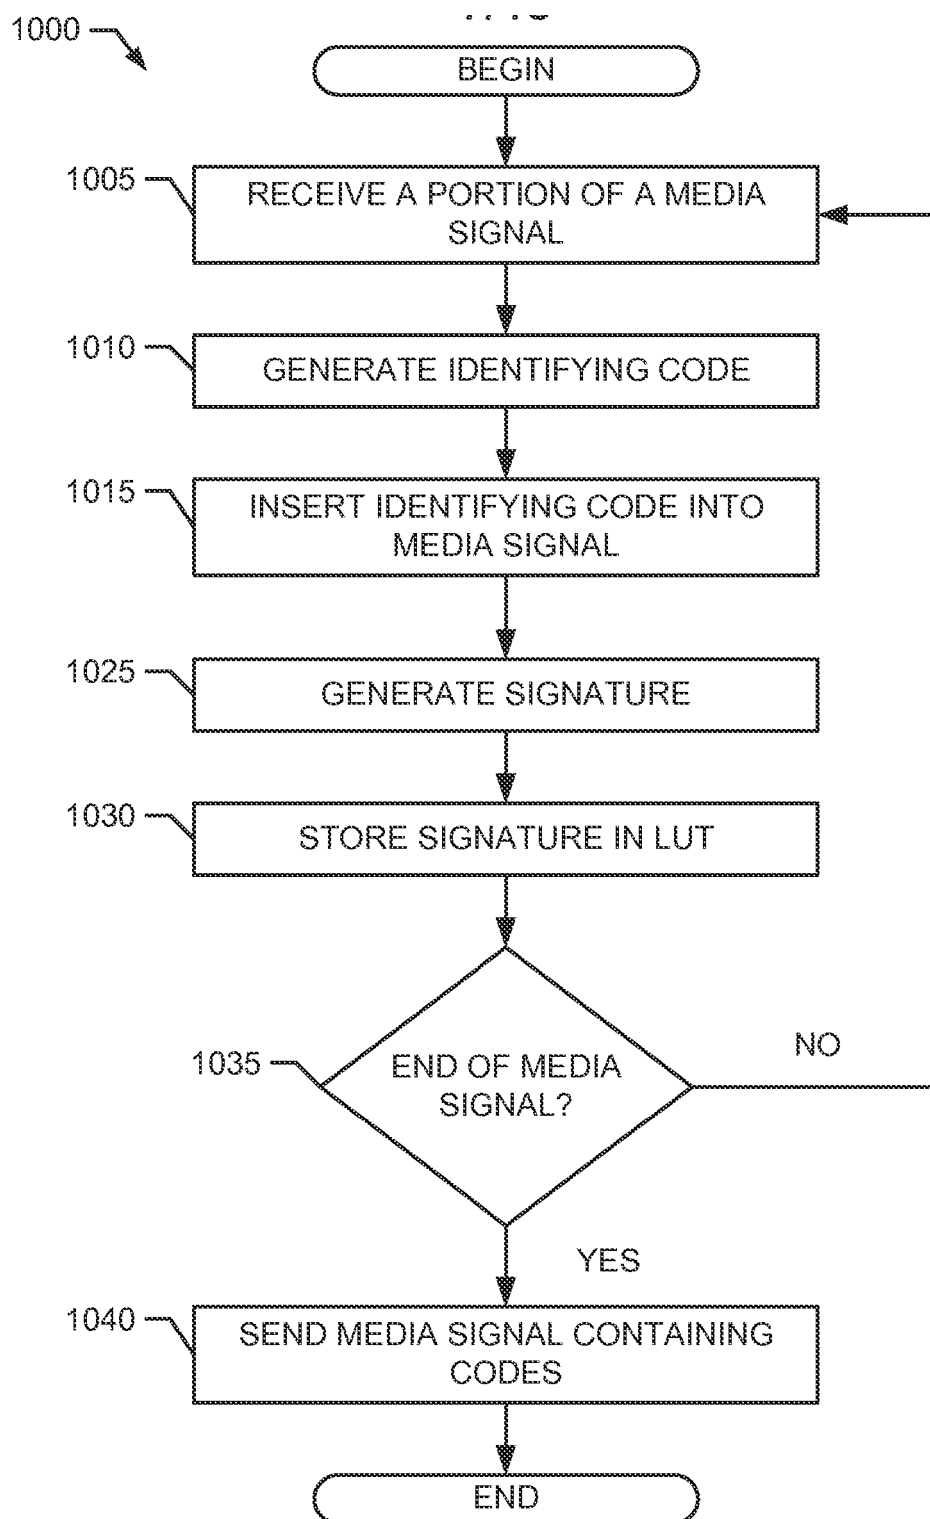 1000
BEGIN
1005
RECEIVE A PORTION OF A MEDIA
SIGNAL
1010
GENERATE IDENTIFYING CODE
1015
INSERT IDENTIFYING CODE INTO
MEDIA SIGNAL
1025
GENERATE SIGNATURE
1030
STORE SIGNATURE IN LUT
1035
END OF MEDIA
SIGNAL?
NO
YES
1040
SEND MEDIA SIGNAL CONTAINING
CODES
END